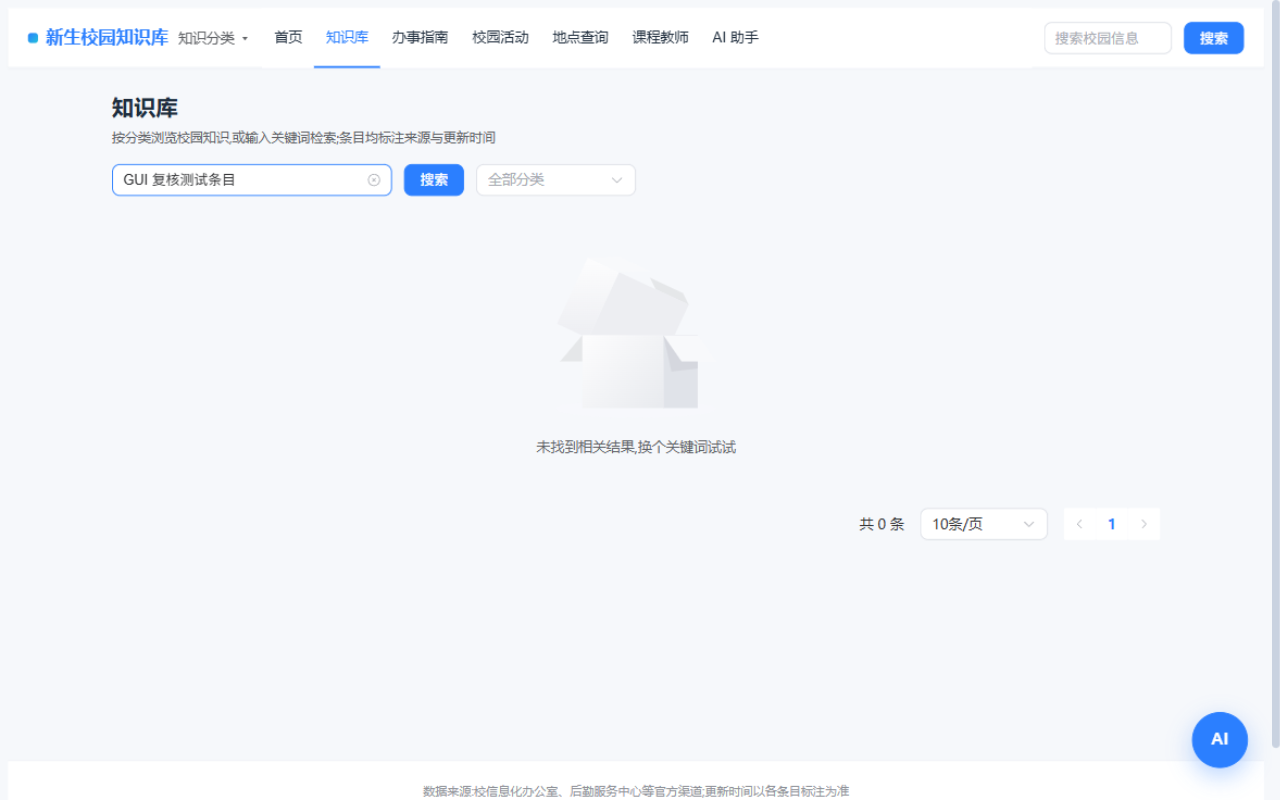 新生校园知识库 知识分类 首页 知识库 办事指南 校园活动 地点查询 课程教师 AI 助手 搜索校园信息 搜索
知识库
按分类浏览校园知识,或输入关键词检索;条目均标注来源与更新时间
GUI 复核测试条目 搜索 全部分类
未找到相关结果,换个关键词试试
共 0 条 10条/页 1
AI
数据来源:校信息化办公室、后勤服务中心等官方渠道;更新时间以各条目标注为准